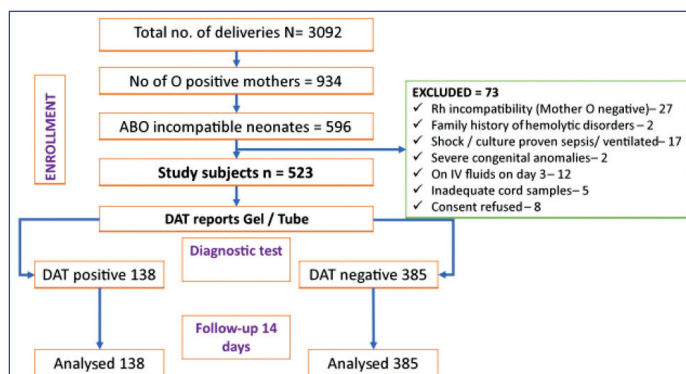 Total no. of deliveries N= 3092
No of O positive mothers = 934
ENROLLMENT
ABO incompatible neonates = 596
EXCLUDED = 73
✓ Rh incompatibility (Mother O negative)– 27
✓ Family history of hemolytic disorders – 2
✓ Shock / culture proven sepsis/ ventilated – 17
✓ Severe congenital anomalies – 2
✓ On IV fluids on day 3– 12
✓ Inadequate cord samples– 5
✓ Consent refused – 8
Study subjects n = 523
DAT reports Gel / Tube
Diagnostic test
DAT positive 138
DAT negative 385
Follow-up 14
days
Analysed 138
Analysed 385